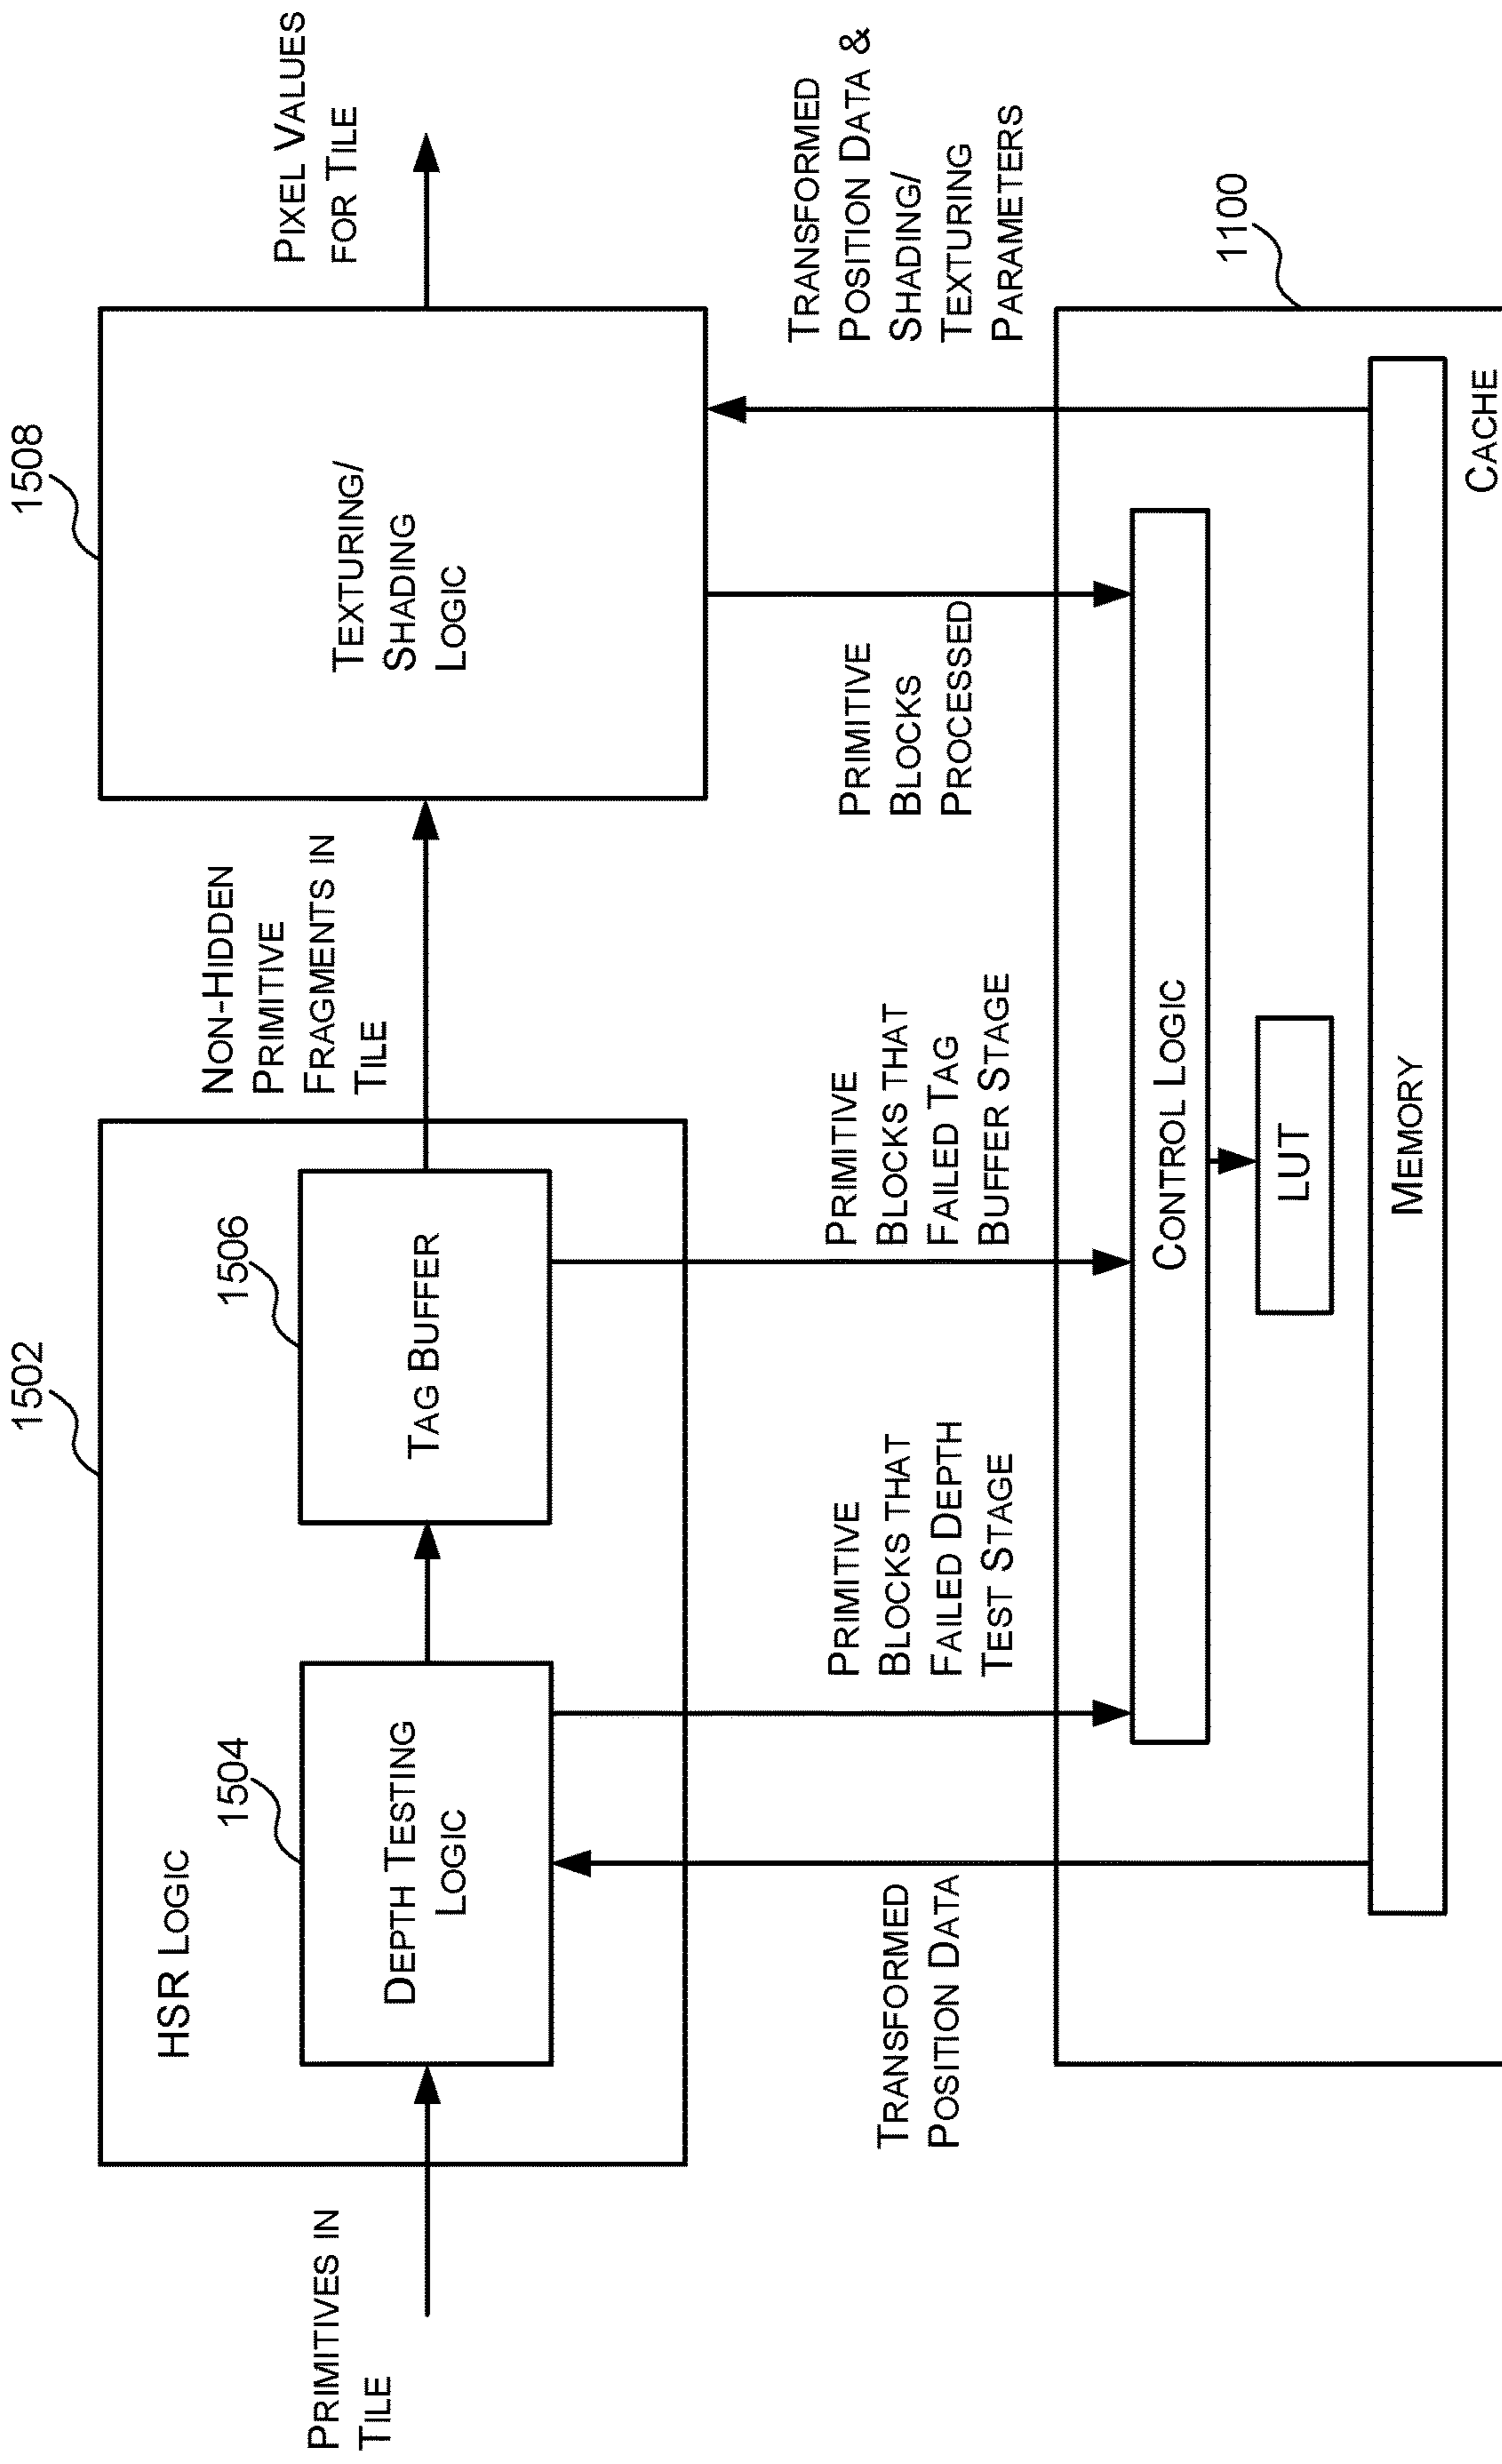 1502
1508
HSR LOGIC
1504
1506
PRIMITIVES IN
TILE
DEPTH TESTING
LOGIC
TAG BUFFER
NON-HIDDEN
PRIMITIVE
FRAGMENTS IN
TILE
TEXTURING/
SHADING
LOGIC
PIXEL VALUES
FOR TILE
TRANSFORMED
POSITION DATA
PRIMITIVE
BLOCKS THAT
FAILED DEPTH
TEST STAGE
PRIMITIVE
BLOCKS THAT
FAILED TAG
BUFFER STAGE
PRIMITIVE
BLOCKS
PROCESSED
TRANSFORMED
POSITION DATA &
SHADING/
TEXTURING
PARAMETERS
1100
CONTROL LOGIC
LUT
MEMORY
CACHE